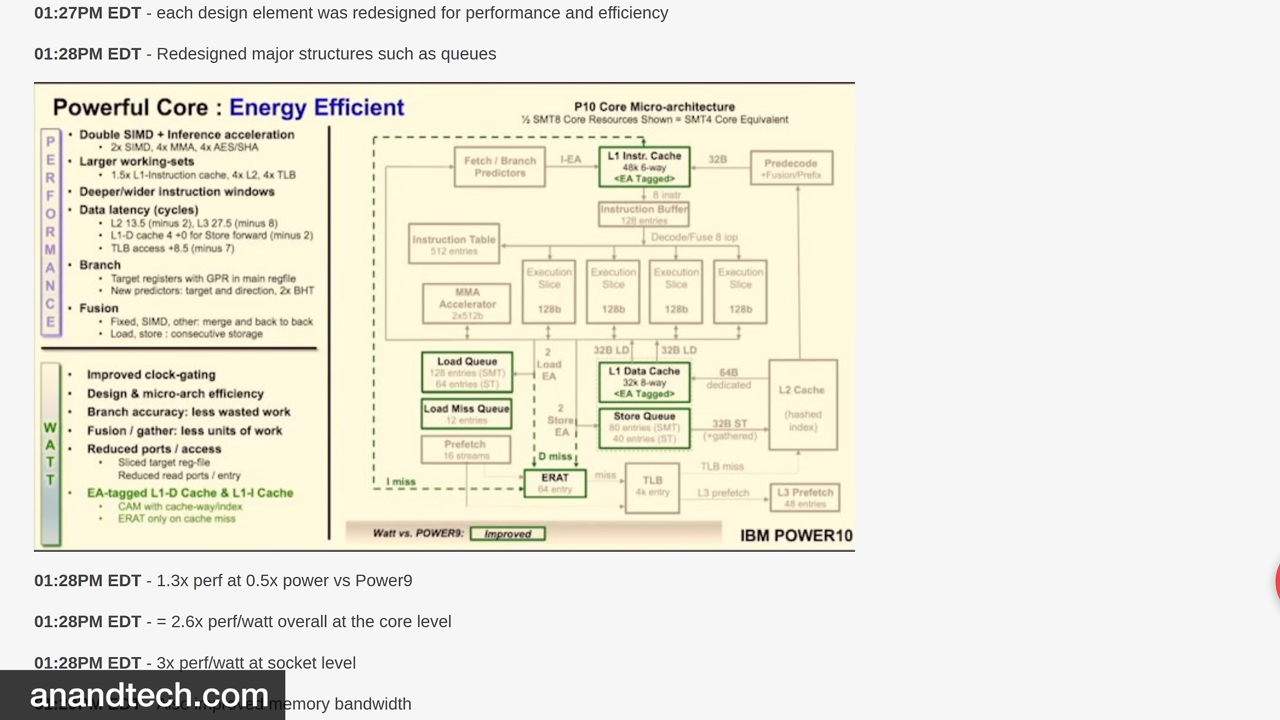 01:27PM EDT - each design element was redesigned for performance and efficiency
01:28PM EDT - Redesigned major structures such as queues
Powerful Core : Energy Efficient
PERFORMANCE
• Double SIMD + Inference acceleration
• 2x SIMD, 4x MMA, 4x AES/SHA
• Larger working-sets
• 1.5x L1-Instruction cache, 4x L2, 4x TLB
• Deeper/wider instruction windows
• Data latency (cycles)
• L2 13.5 (minus 2), L3 27.5 (minus 8)
• L1-D cache 4 +0 for Store forward (minus 2)
• TLB access +8.5 (minus 7)
• Branch
• Target registers with GPR in main regfile
• New predictors: target and direction, 2x BHT
• Fusion
• Fixed, SIMD, other: merge and back to back
• Load, store : consecutive storage
WATT
• Improved clock-gating
• Design & micro-arch efficiency
• Branch accuracy: less wasted work
• Fusion / gather: less units of work
• Reduced ports / access
• Sliced target reg-file
Reduced read ports / entry
• EA-tagged L1-D Cache & L1-I Cache
• CAM with cache-way/index
• ERAT only on cache miss
P10 Core Micro-architecture
½ SMT8 Core Resources Shown = SMT4 Core Equivalent
Fetch / Branch
Predictors
I-EA
L1 Instr. Cache
48k 6-way
<EA Tagged>
32B
Predecode
+Fusion/Prefix
8 instr
Instruction Buffer
128 entries
Decode/Fuse 8 iop
Instruction Table
512 entries
Execution
Slice
128b
Execution
Slice
128b
Execution
Slice
128b
Execution
Slice
128b
MMA
Accelerator
2x512b
Load Queue
128 entries (SMT)
64 entries (ST)
2
Load
EA
32B LD
32B LD
L1 Data Cache
32k 8-way
<EA Tagged>
64B
dedicated
L2 Cache
(hashed
index)
Load Miss Queue
12 entries
2
Store
EA
Store Queue
80 entries (SMT)
40 entries (ST)
32B ST
(+gathered)
Prefetch
16 streams
D miss
I miss
ERAT
64 entry
miss
TLB
4k entry
TLB miss
L3 prefetch
L3 Prefetch
48 entries
Watt vs. POWER9: Improved
IBM POWER10
01:28PM EDT - 1.3x perf at 0.5x power vs Power9
01:28PM EDT - = 2.6x perf/watt overall at the core level
01:28PM EDT - 3x perf/watt at socket level
memory bandwidth
anandtech.com